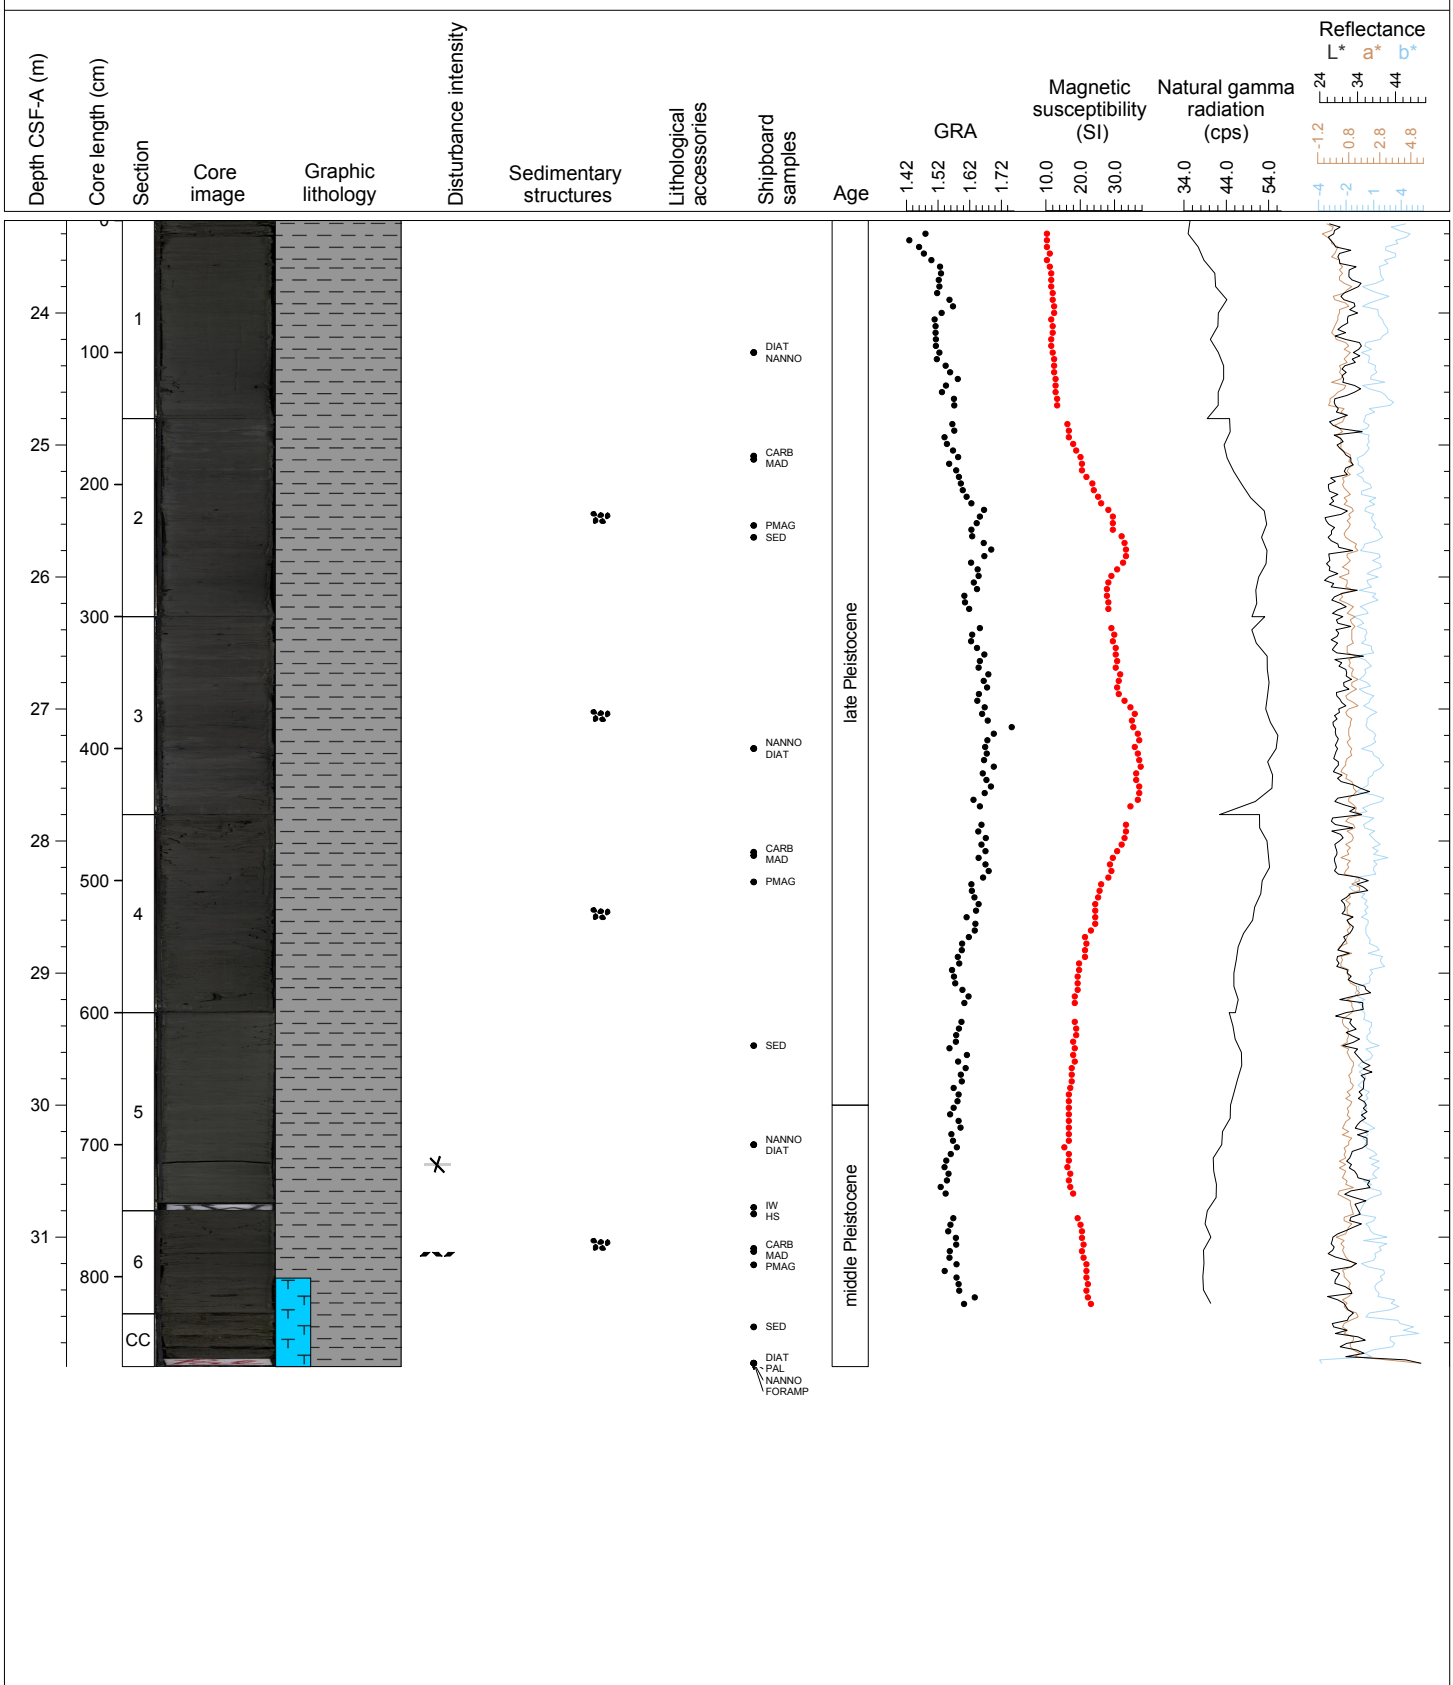 Depth CSF-A (m)
Core length (cm)
Section
Core
image
Graphic
lithology
Disturbance intensity
Sedimentary
structures
Lithological
accessories
Shipboard
samples
Age
GRA
1.42 1.52 1.62 1.72
Magnetic
susceptibility
(SI)
10.0 20.0 30.0
Natural gamma
radiation
(cps)
34.0 44.0 54.0
Reflectance
L* a* b*
24 34 44
-1.2 0.8 2.8 4.8
-4 -2 1 4
0
24
1
100
DIAT
NANNO
25
CARB
MAD
200
2
PMAG
SED
26
300
late Pleistocene
27
3
400
NANNO
DIAT
28
CARB
MAD
500
PMAG
4
29
600
SED
30
5
700
NANNO
DIAT
IW
HS
31
CARB
MAD
6
PMAG
800
middle Pleistocene
SED
CC
DIAT
PAL
NANNO
FORAMP